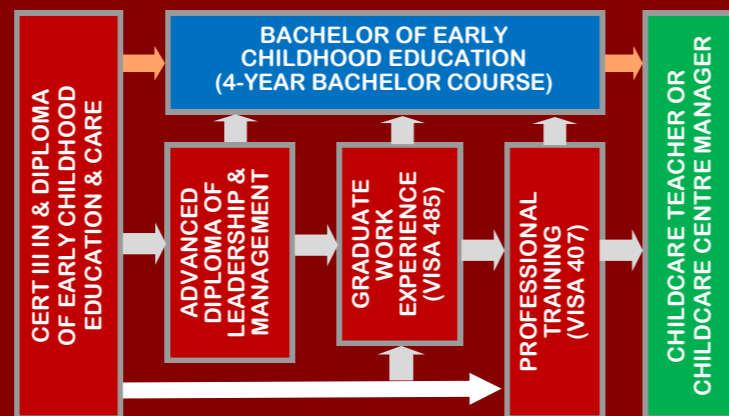 BACHELOR OF EARLY
CHILDHOOD EDUCATION
(4-YEAR BACHELOR COURSE)
CERT III IN & DIPLOMA
OF EARLY CHILDHOOD
EDUCATION & CARE
ADVANCED
DIPLOMA OF
LEADERSHIP &
MANAGEMENT
GRADUATE
WORK
EXPERIENCE
(VISA 485)
PROFESSIONAL
TRAINING
(VISA 407)
CHILDCARE TEACHER OR
CHILDCARE CENTRE MANAGER